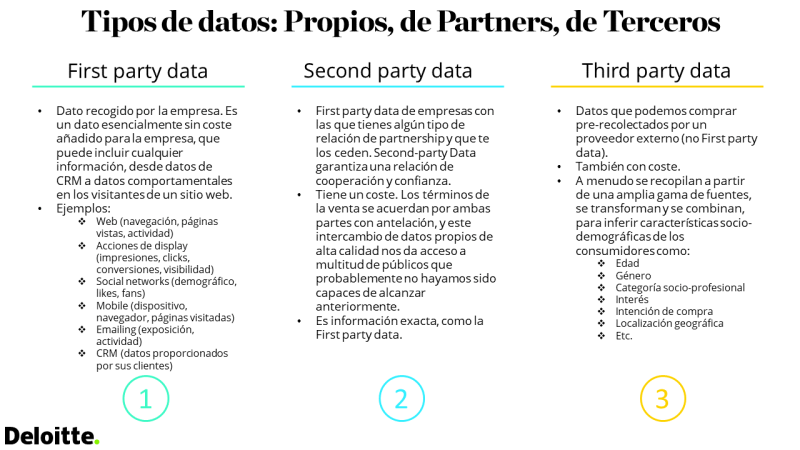 Tipos de datos: Propios, de Partners, de Terceros
First party data
• Dato recogido por la empresa. Es
un dato esencialmente sin coste
añadido para la empresa, que
puede incluir cualquier
información, desde datos de
CRM a datos comportamentales
en los visitantes de un sitio web.
• Ejemplos:
❖ Web (navegación, páginas
vistas, actividad)
❖ Acciones de display
(impresiones, clicks,
conversiones, visibilidad)
❖ Social networks (demográfico,
likes, fans)
❖ Mobile (dispositivo,
navegador, páginas visitadas)
❖ Emailing (exposición,
actividad)
❖ CRM (datos proporcionados
por sus clientes)
1
Second party data
• First party data de empresas con
las que tienes algún tipo de
relación de partnership y que te
los ceden. Second-party Data
garantiza una relación de
cooperación y confianza.
• Tiene un coste. Los términos de
la venta se acuerdan por ambas
partes con antelación, y este
intercambio de datos propios de
alta calidad nos da acceso a
multitud de públicos que
probablemente no hayamos sido
capaces de alcanzar
anteriormente.
• Es información exacta, como la
First party data.
2
Third party data
• Datos que podemos comprar
pre-recolectados por un
proveedor externo (no First party
data).
• También con coste.
• A menudo se recopilan a partir
de una amplia gama de fuentes,
se transforman y se combinan,
para inferir características socio-
demográficas de los
consumidores como:
❖ Edad
❖ Género
❖ Categoría socio-profesional
❖ Interés
❖ Intención de compra
❖ Localización geográfica
❖ Etc.
3
Deloitte.